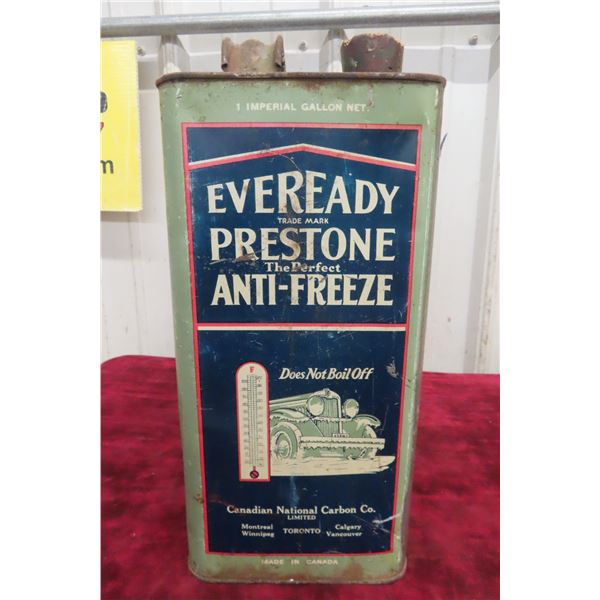 1 IMPERIAL GALLON NET.
EVEREADY
TRADE MARK
PRESTONE
The Perfect
ANTI-FREEZE
F
Does Not Boil Off
Canadian National Carbon Co.
LIMITED
Montreal TORONTO Calgary
Winnipeg Vancouver
MADE IN CANADA
m